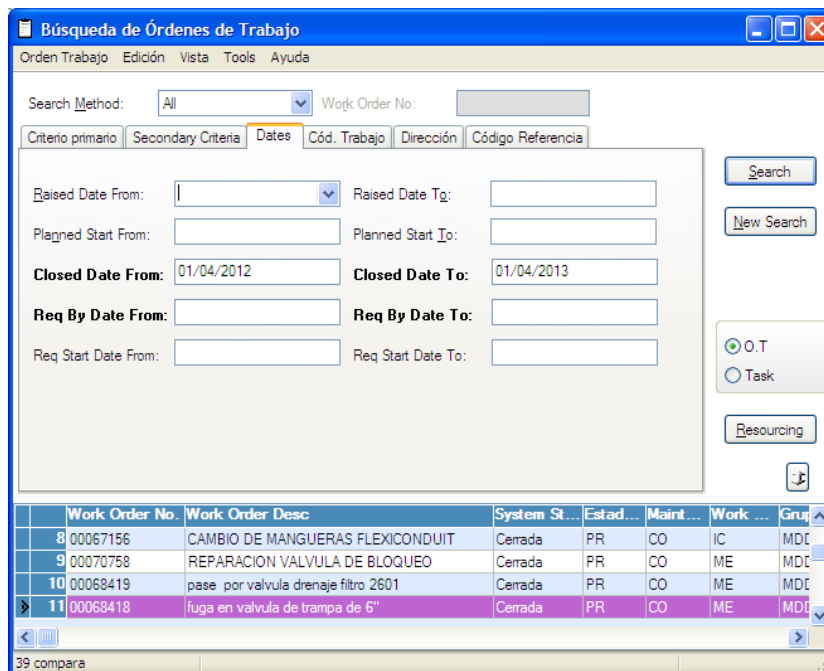 Búsqueda de Órdenes de Trabajo
Orden Trabajo Edición Vista Tools Ayuda
Search Method: All Work Order No:
Criterio primario Secondary Criteria Dates Cód. Trabajo Dirección Código Referencia
Raised Date From: Raised Date To:
Search
Planned Start From: Planned Start To:
New Search
Closed Date From: 01/04/2012 Closed Date To: 01/04/2013
Req By Date From: Req By Date To:
Req Start Date From: Req Start Date To:
O.T
Task
Resourcing
Work Order No. Work Order Desc System St... Estad... Maint... Work ... Grup
8 00067156 CAMBIO DE MANGUERAS FLEXICONDUIT Cerrada PR CO IC MDD
9 00070758 REPARACION VALVULA DE BLOQUEO Cerrada PR CO ME MDD
10 00068419 pase por valvula drenaje filtro 2601 Cerrada PR CO ME MDD
11 00068418 fuga en valvula de trampa de 6" Cerrada PR CO ME MDD
39 compara